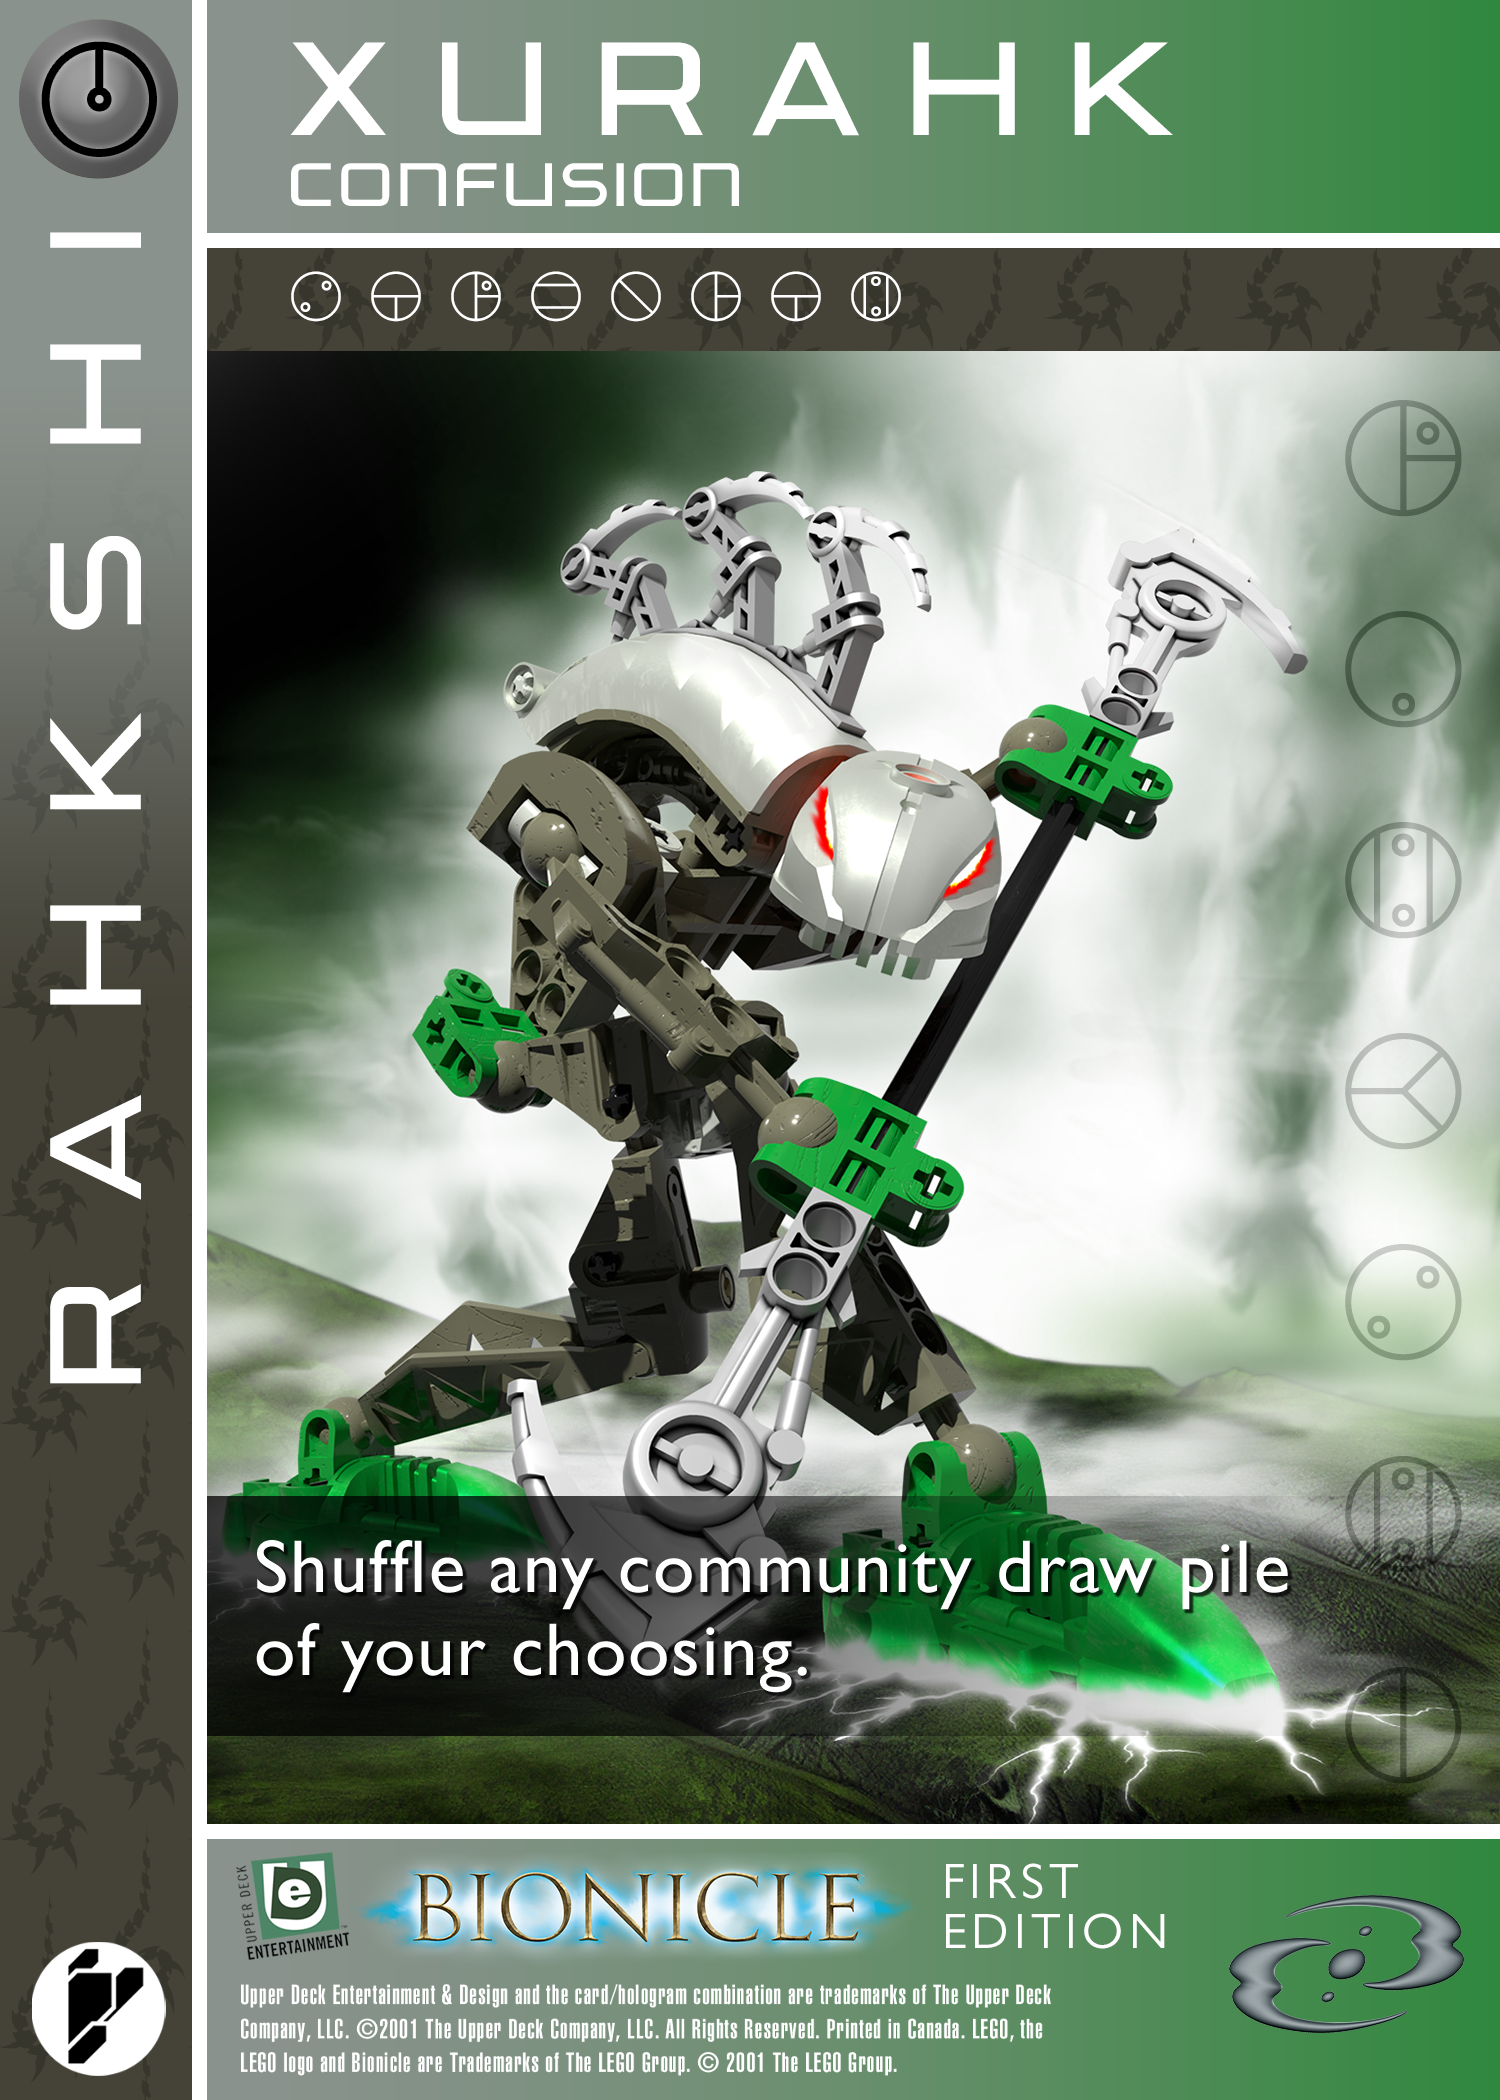 XURAHK
CONFUSION
RAHKSHI
Shuffle any community draw pile
of your choosing.
UPPER DECK
e
ENTERTAINMENT
BIONICLE
FIRST
EDITION
Upper Deck Entertainment & Design and the card/hologram combination are trademarks of The Upper Deck
Company, LLC. ©2001 The Upper Deck Company, LLC. All Rights Reserved. Printed in Canada. LEGO, the
LEGO logo and Bionicle are Trademarks of The LEGO Group. © 2001 The LEGO Group.